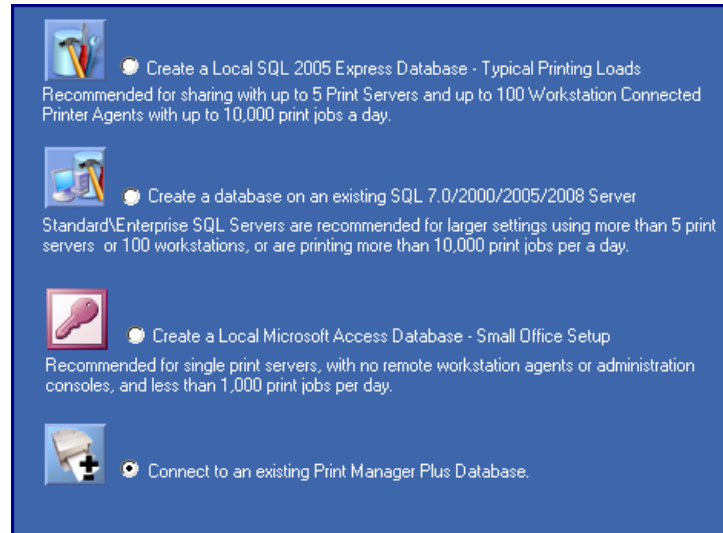 Create a Local SQL 2005 Express Database - Typical Printing Loads
Recommended for sharing with up to 5 Print Servers and up to 100 Workstation Connected
Printer Agents with up to 10,000 print jobs a day.
Create a database on an existing SQL 7.0/2000/2005/2008 Server
Standard\Enterprise SQL Servers are recommended for larger settings using more than 5 print
servers  or 100 workstations, or are printing more than 10,000 print jobs per a day.
Create a Local Microsoft Access Database - Small Office Setup
Recommended for single print servers, with no remote workstation agents or administration
consoles, and less than 1,000 print jobs per day.
Connect to an existing Print Manager Plus Database.